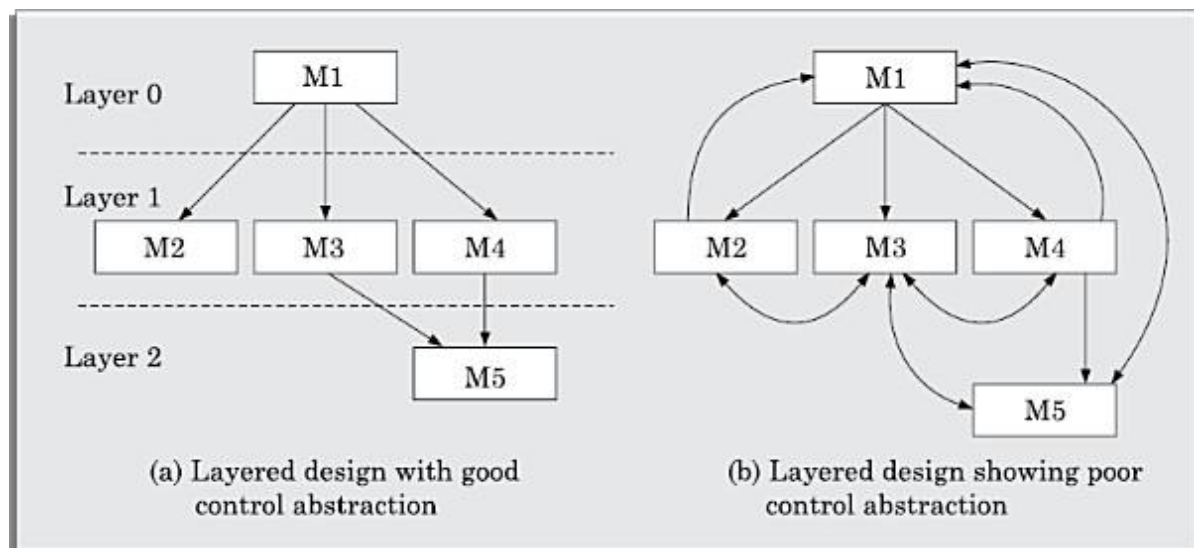 M1
Layer 0
Layer 1
M2
M3
M4
Layer 2
M5
(a) Layered design with good
control abstraction
M1
M2
M3
M4
M5
(b) Layered design showing poor
control abstraction